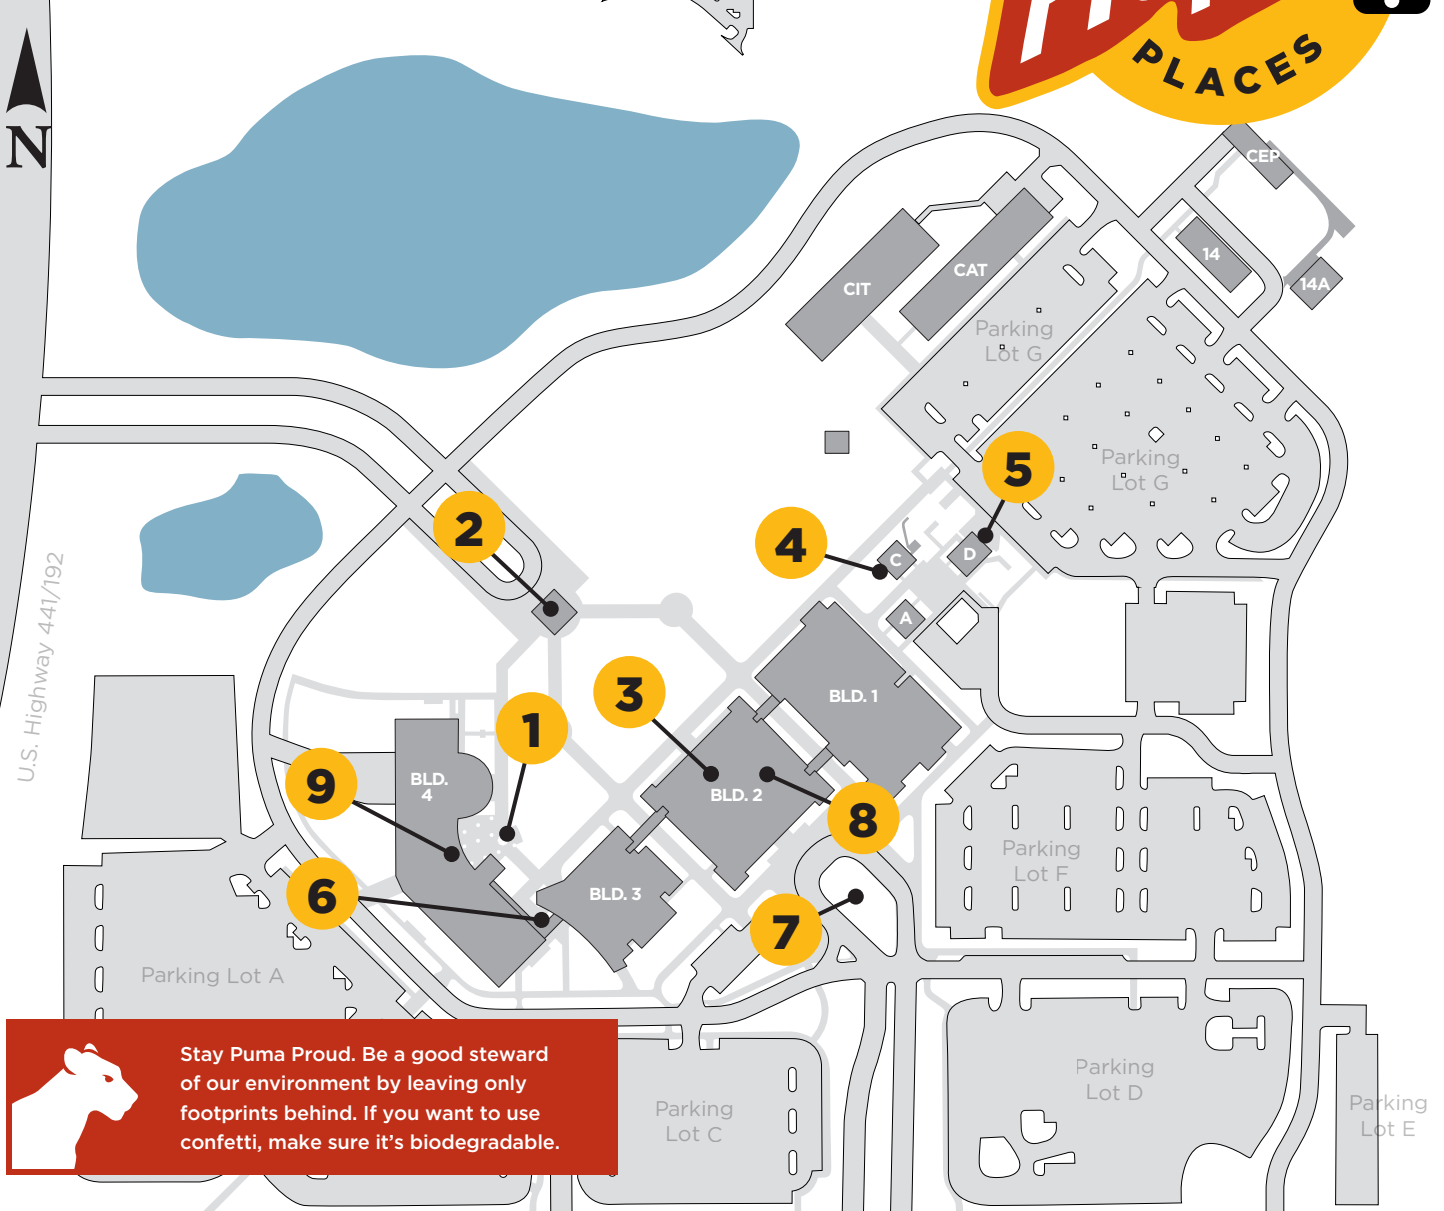 PLACES
N
CEP
14
14A
CAT
CIT
Parking
Lot G
Parking
Lot G
5
2
4
C
D
A
U.S. Highway 441/192
3
1
BLD. 1
9
BLD.
4
BLD. 2
8
6
BLD. 3
7
Parking
Lot F
Parking Lot A
Stay Puma Proud. Be a good steward
of our environment by leaving only
footprints behind. If you want to use
confetti, make sure it's biodegradable.
Parking
Lot C
Parking
Lot D
Parking
Lot E